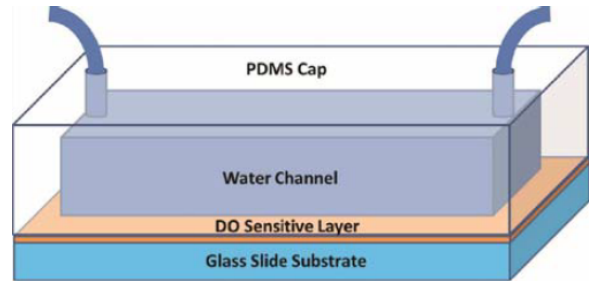 PDMS Cap
Water Channel
DO Sensitive Layer
Glass Slide Substrate